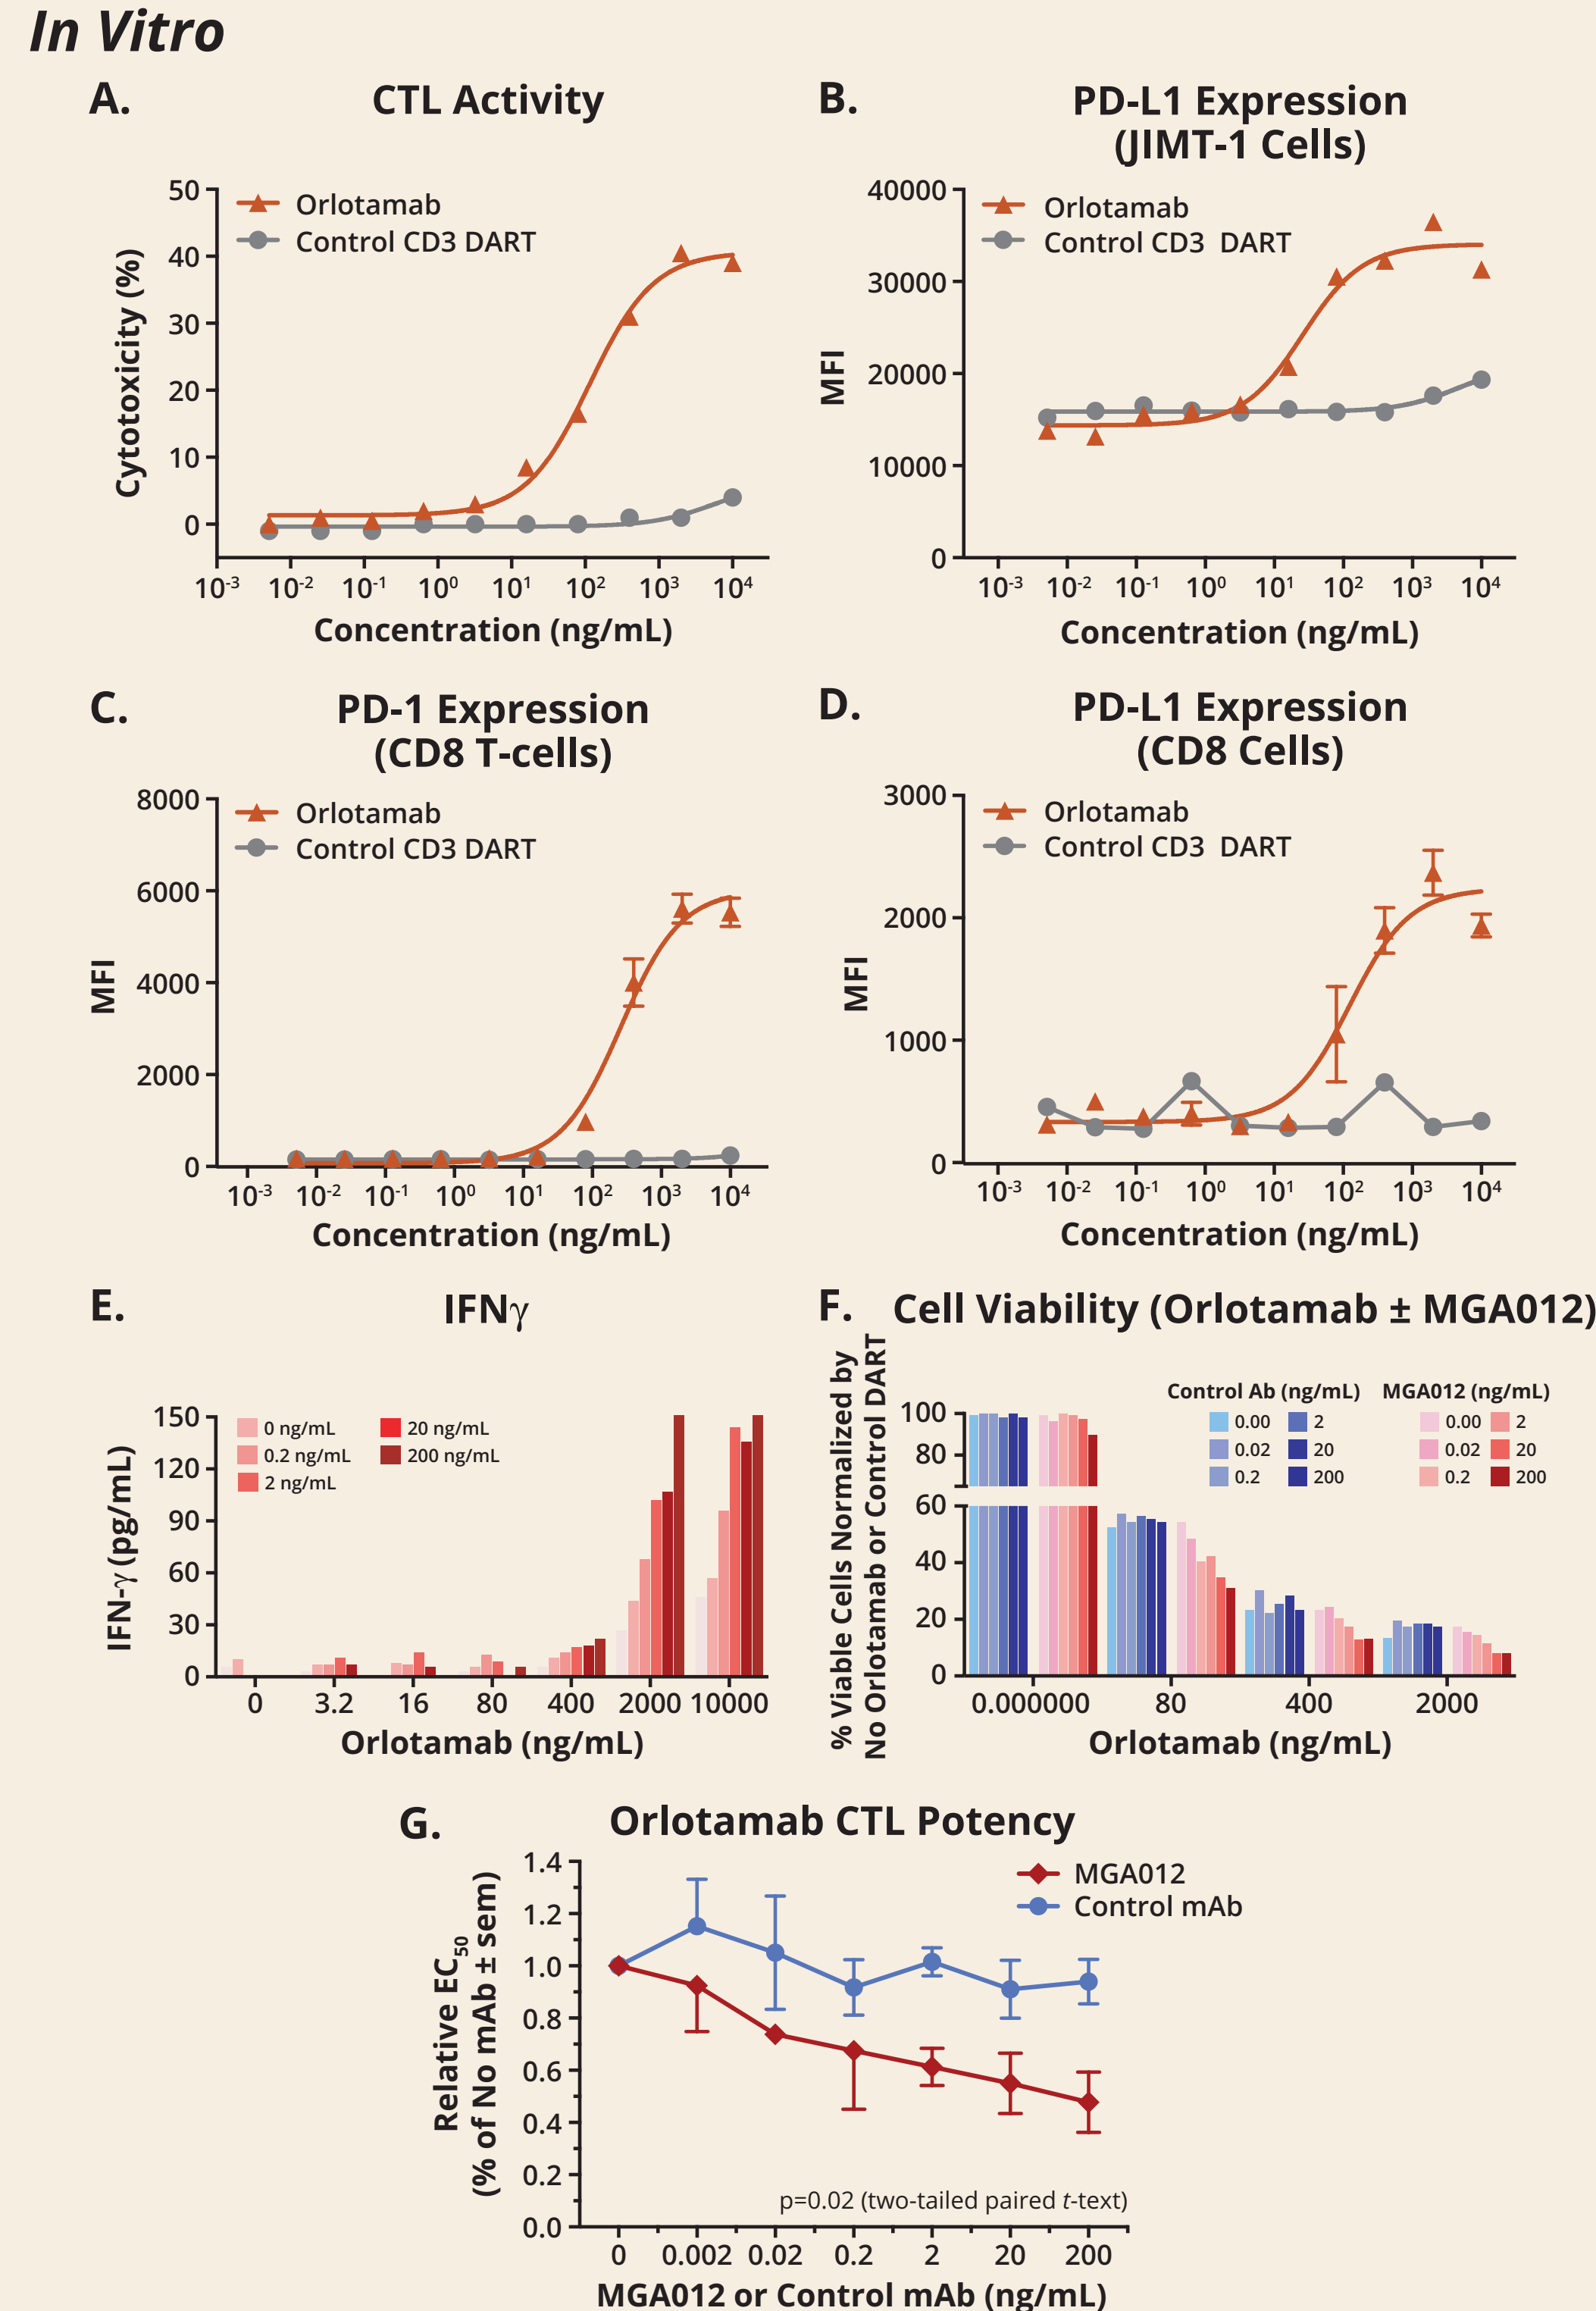 In Vitro
A. CTL Activity
50
40
30
20
10
0
Cytotoxicity (%)
Orlotamab
Control CD3 DART
10-3 10-2 10-1 100 101 102 103 104
Concentration (ng/mL)
B. PD-L1 Expression
(JIMT-1 Cells)
40000
30000
20000
10000
0
MFI
Orlotamab
Control CD3 DART
10-3 10-2 10-1 100 101 102 103 104
Concentration (ng/mL)
C. PD-1 Expression
(CD8 T-cells)
8000
6000
4000
2000
0
MFI
Orlotamab
Control CD3 DART
10-3 10-2 10-1 100 101 102 103 104
Concentration (ng/mL)
D. PD-L1 Expression
(CD8 Cells)
3000
2000
1000
0
MFI
Orlotamab
Control CD3 DART
10-3 10-2 10-1 100 101 102 103 104
Concentration (ng/mL)
E. IFNγ
150
120
90
60
30
0
IFN-γ (pg/mL)
0 ng/mL 20 ng/mL
0.2 ng/mL 200 ng/mL
2 ng/mL
0 3.2 16 80 400 2000 10000
Orlotamab (ng/mL)
F. Cell Viability (Orlotamab ± MGA012)
% Viable Cells Normalized by
No Orlotamab or Control DART
100
80
60
40
20
0
Control Ab (ng/mL) MGA012 (ng/mL)
0.00 2 0.00 2
0.02 20 0.02 20
0.2 200 0.2 200
0.0000000 80 400 2000
Orlotamab (ng/mL)
G. Orlotamab CTL Potency
1.4
1.2
1.0
0.8
0.6
0.4
0.2
0.0
Relative EC50
(% of No mAb ± sem)
MGA012
Control mAb
p=0.02 (two-tailed paired t-text)
0 0.002 0.02 0.2 2 20 200
MGA012 or Control mAb (ng/mL)